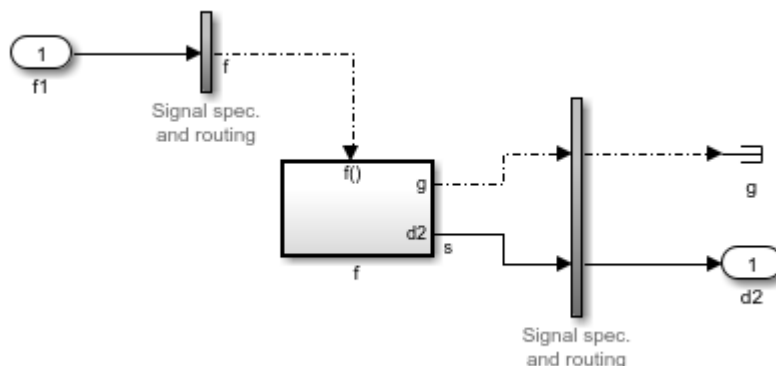 1
f1
f
Signal spec.
and routing
f()
g
d2
s
f
g
1
d2
Signal spec.
and routing